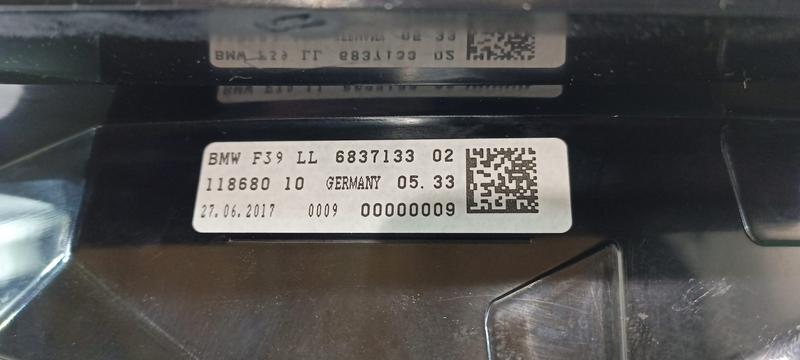 BMW F39 LL 6837133 02
118680 10 GERMANY 05.33
27.06.2017 0009 00000009